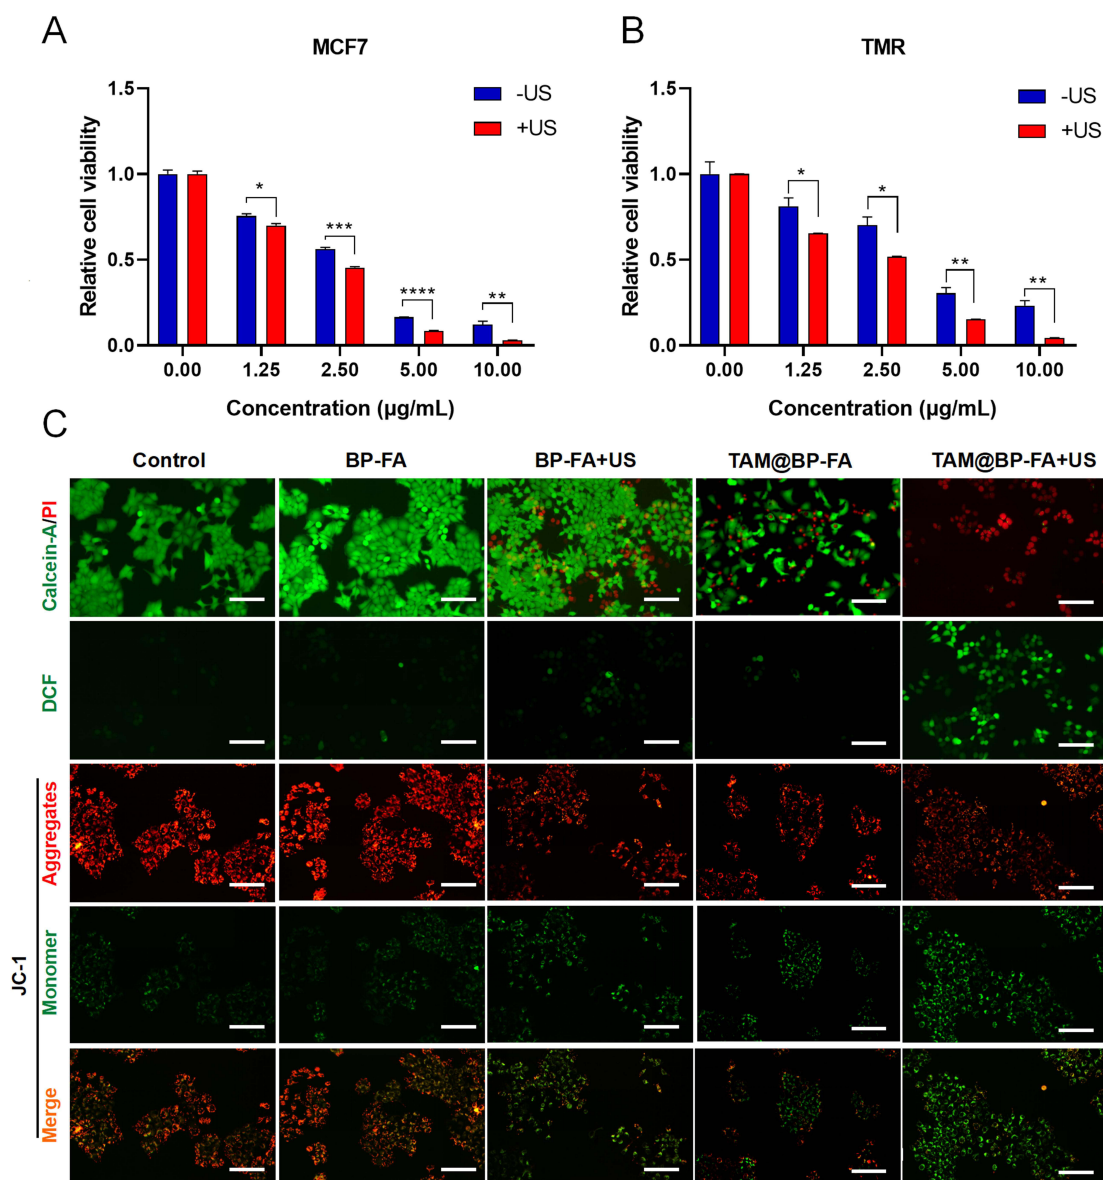 A
MCF7
1.5
1.0
0.5
0.0
Relative cell viability
-US
+US
*
***
****
**
0.00 1.25 2.50 5.00 10.00
Concentration (µg/mL)
B
TMR
1.5
1.0
0.5
0.0
Relative cell viability
-US
+US
*
*
**
**
0.00 1.25 2.50 5.00 10.00
Concentration (µg/mL)
C
Control BP-FA BP-FA+US TAM@BP-FA TAM@BP-FA+US
Calcein-A/PI
DCF
JC-1
Aggregates
Monomer
Merge